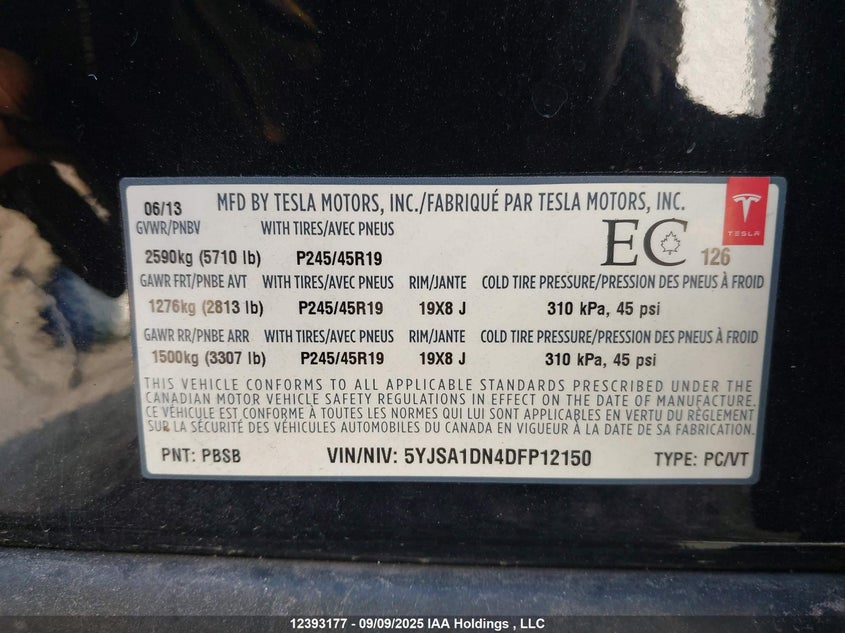 06/13 MFD BY TESLA MOTORS, INC./FABRIQUÉ PAR TESLA MOTORS, INC.
TESLA
GVWR/PNBV WITH TIRES/AVEC PNEUS
2590kg (5710 lb) P245/45R19 EC 126
GAWR FRT/PNBE AVT WITH TIRES/AVEC PNEUS RIM/JANTE COLD TIRE PRESSURE/PRESSION DES PNEUS À FROID
1276kg (2813 lb) P245/45R19 19X8 J 310 kPa, 45 psi
GAWR RR/PNBE ARR WITH TIRES/AVEC PNEUS RIM/JANTE COLD TIRE PRESSURE/PRESSION DES PNEUS À FROID
1500kg (3307 lb) P245/45R19 19X8 J 310 kPa, 45 psi
THIS VEHICLE CONFORMS TO ALL APPLICABLE STANDARDS PRESCRIBED UNDER THE
CANADIAN MOTOR VEHICLE SAFETY REGULATIONS IN EFFECT ON THE DATE OF MANUFACTURE.
CE VÉHICULE EST CONFORME À TOUTES LES NORMES QUI LUI SONT APPLICABLES EN VERTU DU RÈGLEMENT
SUR LA SÉCURITÉ DES VÉHICULES AUTOMOBILES DU CANADA EN VIGUEUR À LA DATE DE SA FABRICATION.
PNT: PBSB VIN/NIV: 5YJSA1DN4DFP12150 TYPE: PC/VT
12393177 - 09/09/2025 IAA Holdings , LLC